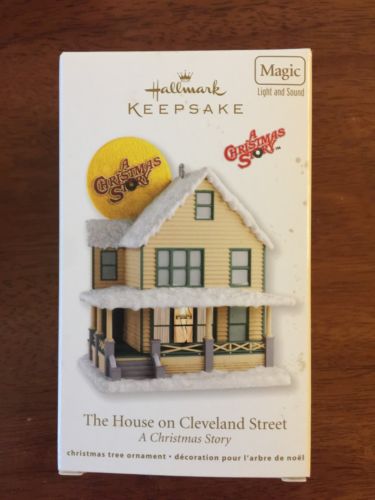 Hallmark
KEEPSAKE
Magic
Light and Sound
A
CHRISTMAS
STORY
A
CHRISTMAS
STORY™
The House on Cleveland Street
A Christmas Story
christmas tree ornament • décoration pour l'arbre de noël